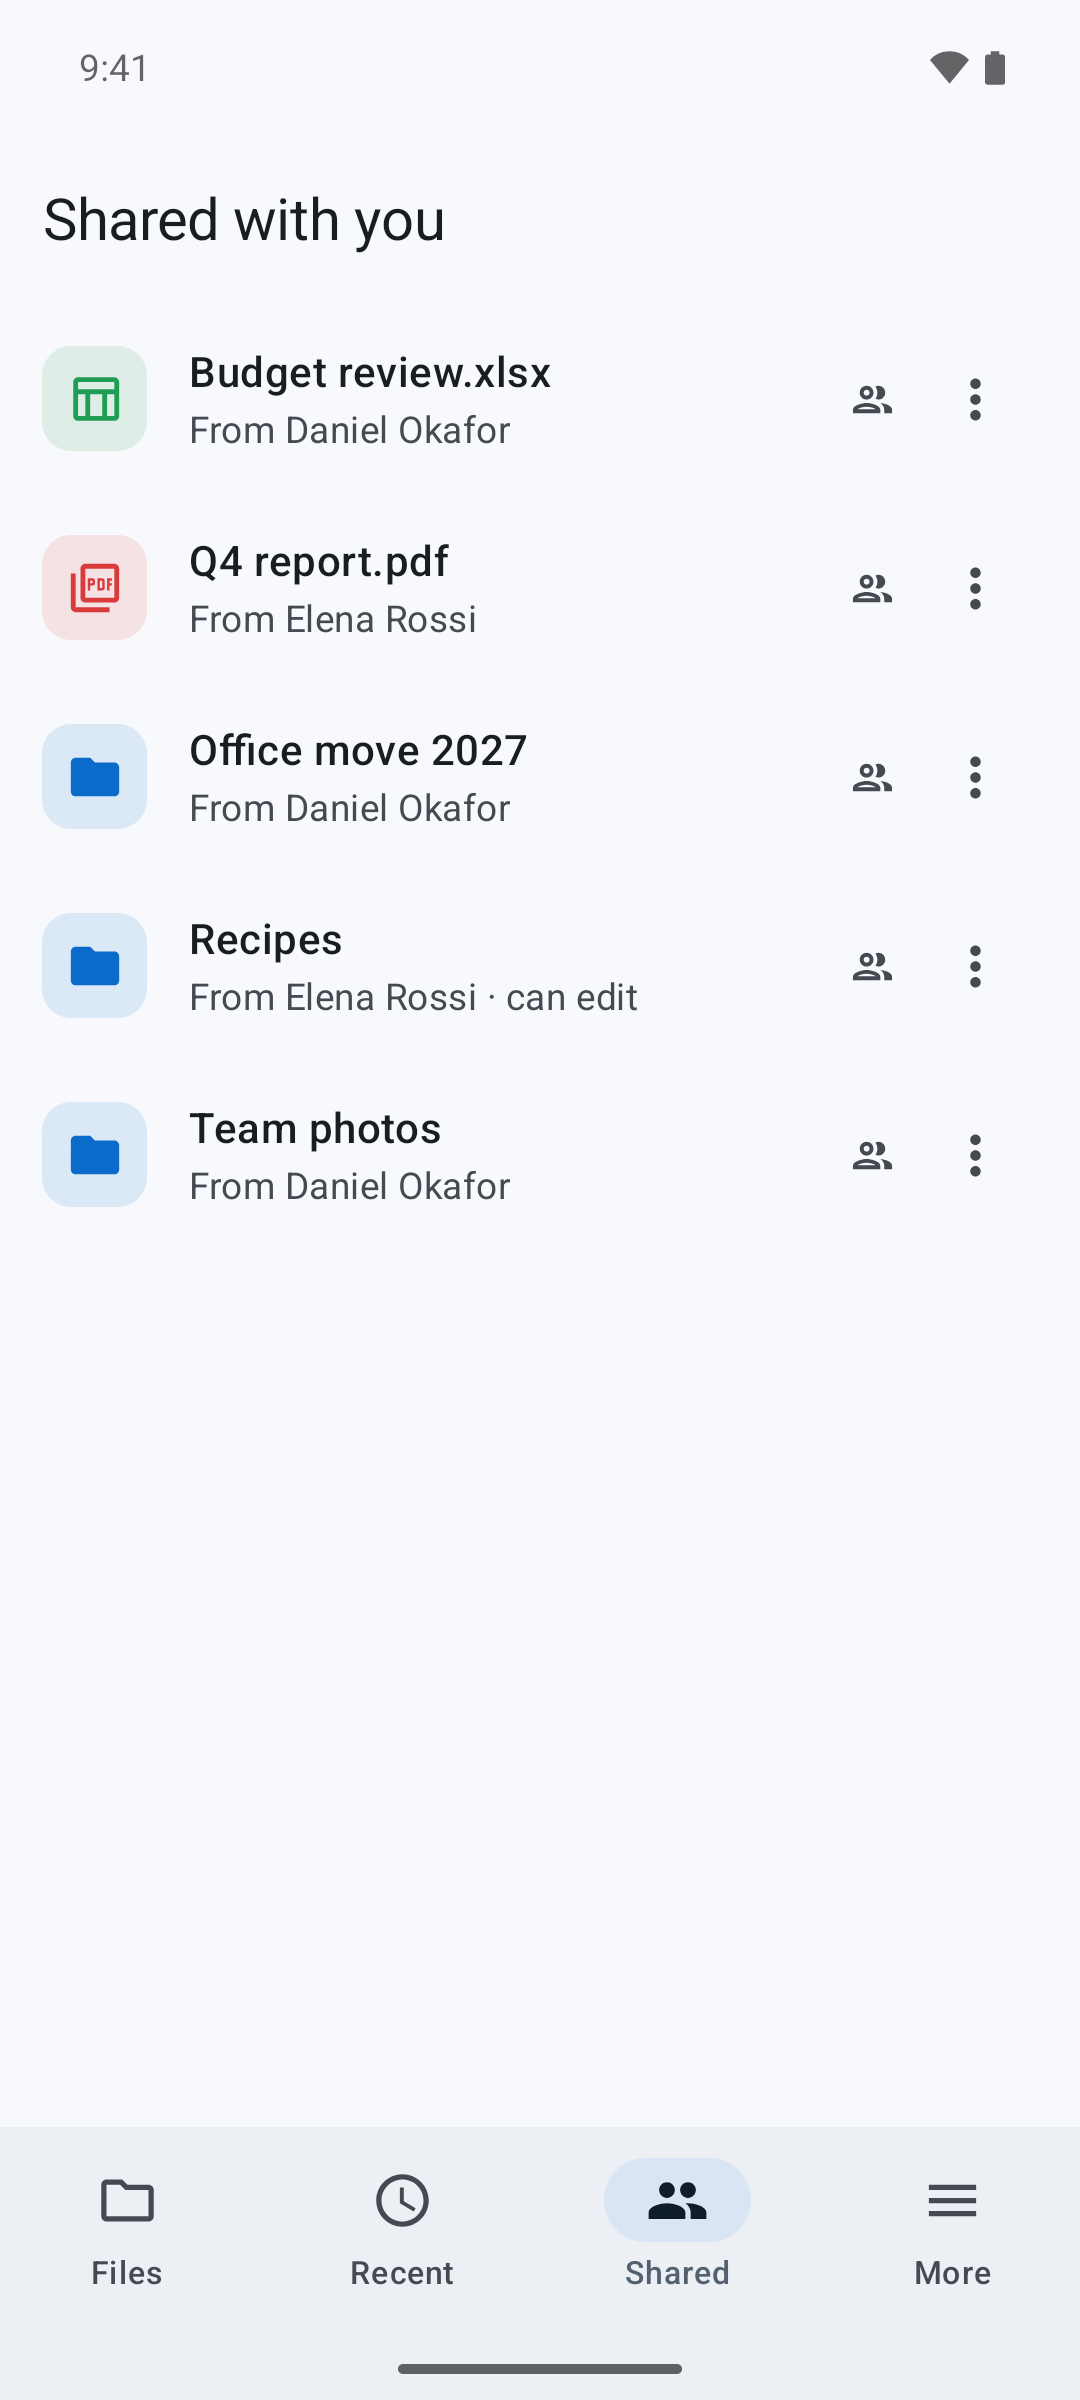 9:41
Shared with you
Budget review.xlsx
From Daniel Okafor
PDF
Q4 report.pdf
From Elena Rossi
Office move 2027
From Daniel Okafor
Recipes
From Elena Rossi · can edit
Team photos
From Daniel Okafor
Files
Recent
Shared
More